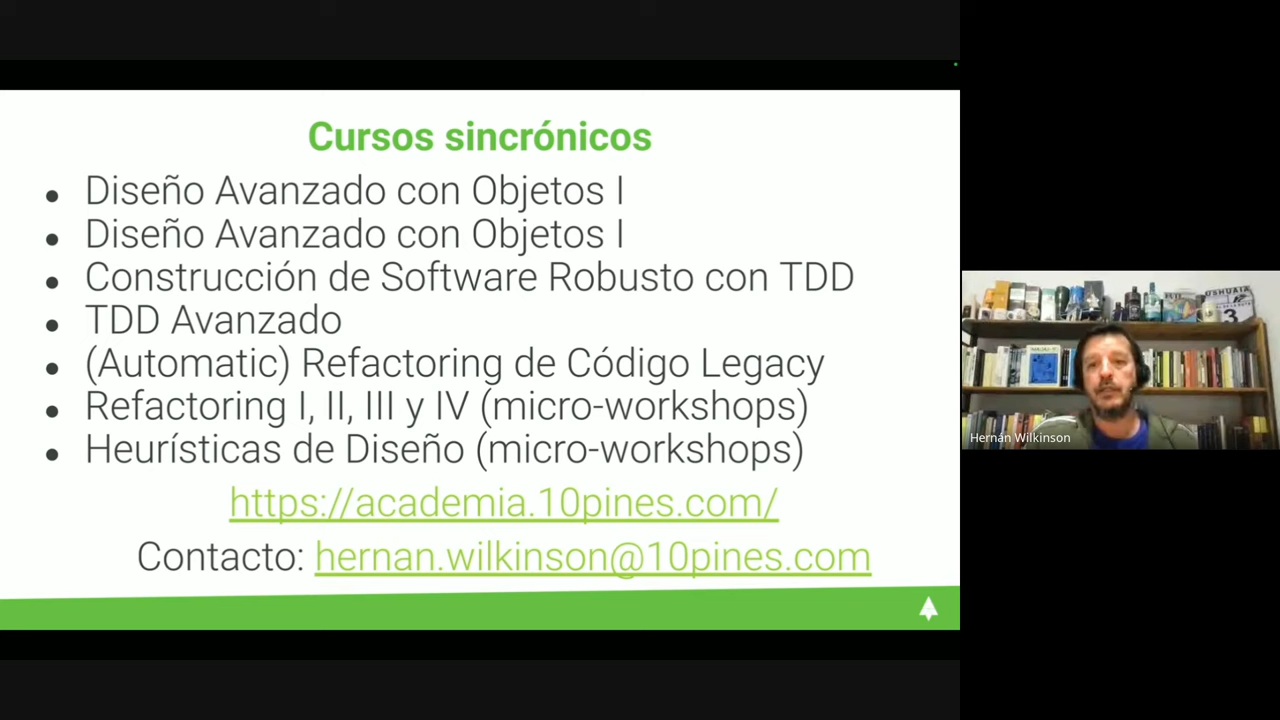 Cursos sincrónicos
● Diseño Avanzado con Objetos I
● Diseño Avanzado con Objetos I
● Construcción de Software Robusto con TDD
● TDD Avanzado
● (Automatic) Refactoring de Código Legacy
● Refactoring I, II, III y IV (micro-workshops)
● Heurísticas de Diseño (micro-workshops)
https://academia.10pines.com/
Contacto: hernan.wilkinson@10pines.com
USHUAIA
3
Hernán Wilkinson